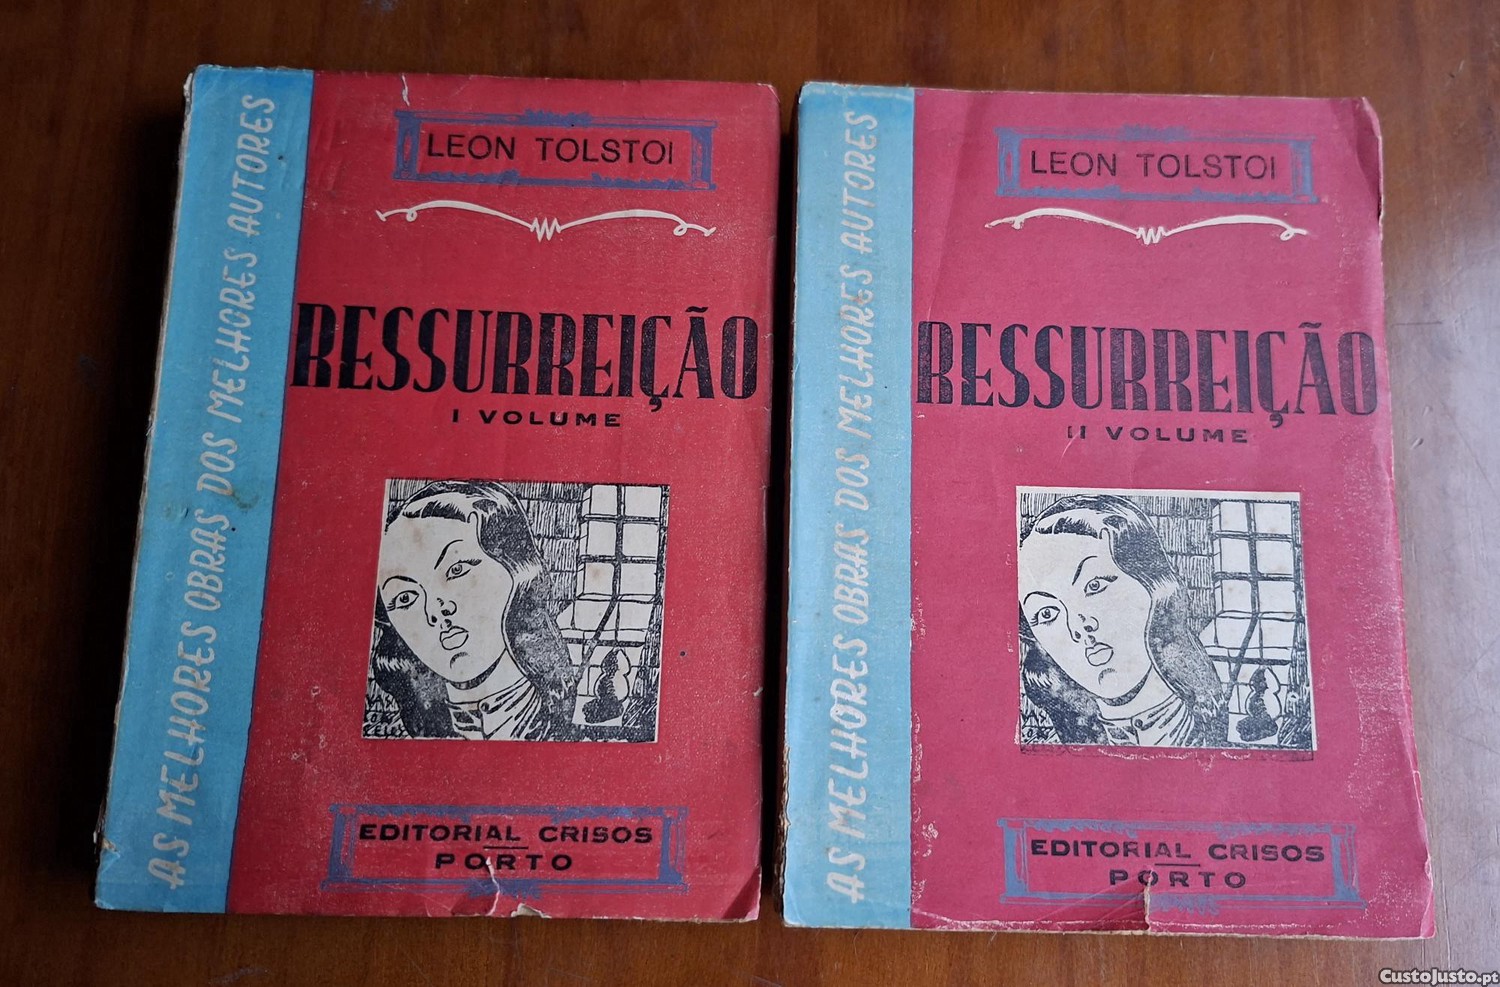 AS MELHORES OBRAS DOS MELHORES AUTORES
LEON TOLSTOI
RESSURREIÇÃO
I VOLUME
EDITORIAL CRISOS
PORTO
AS MELHORES OBRAS DOS MELHORES AUTORES
LEON TOLSTOI
RESSURREIÇÃO
II VOLUME
EDITORIAL CRISOS
PORTO
CustoJusto.pt